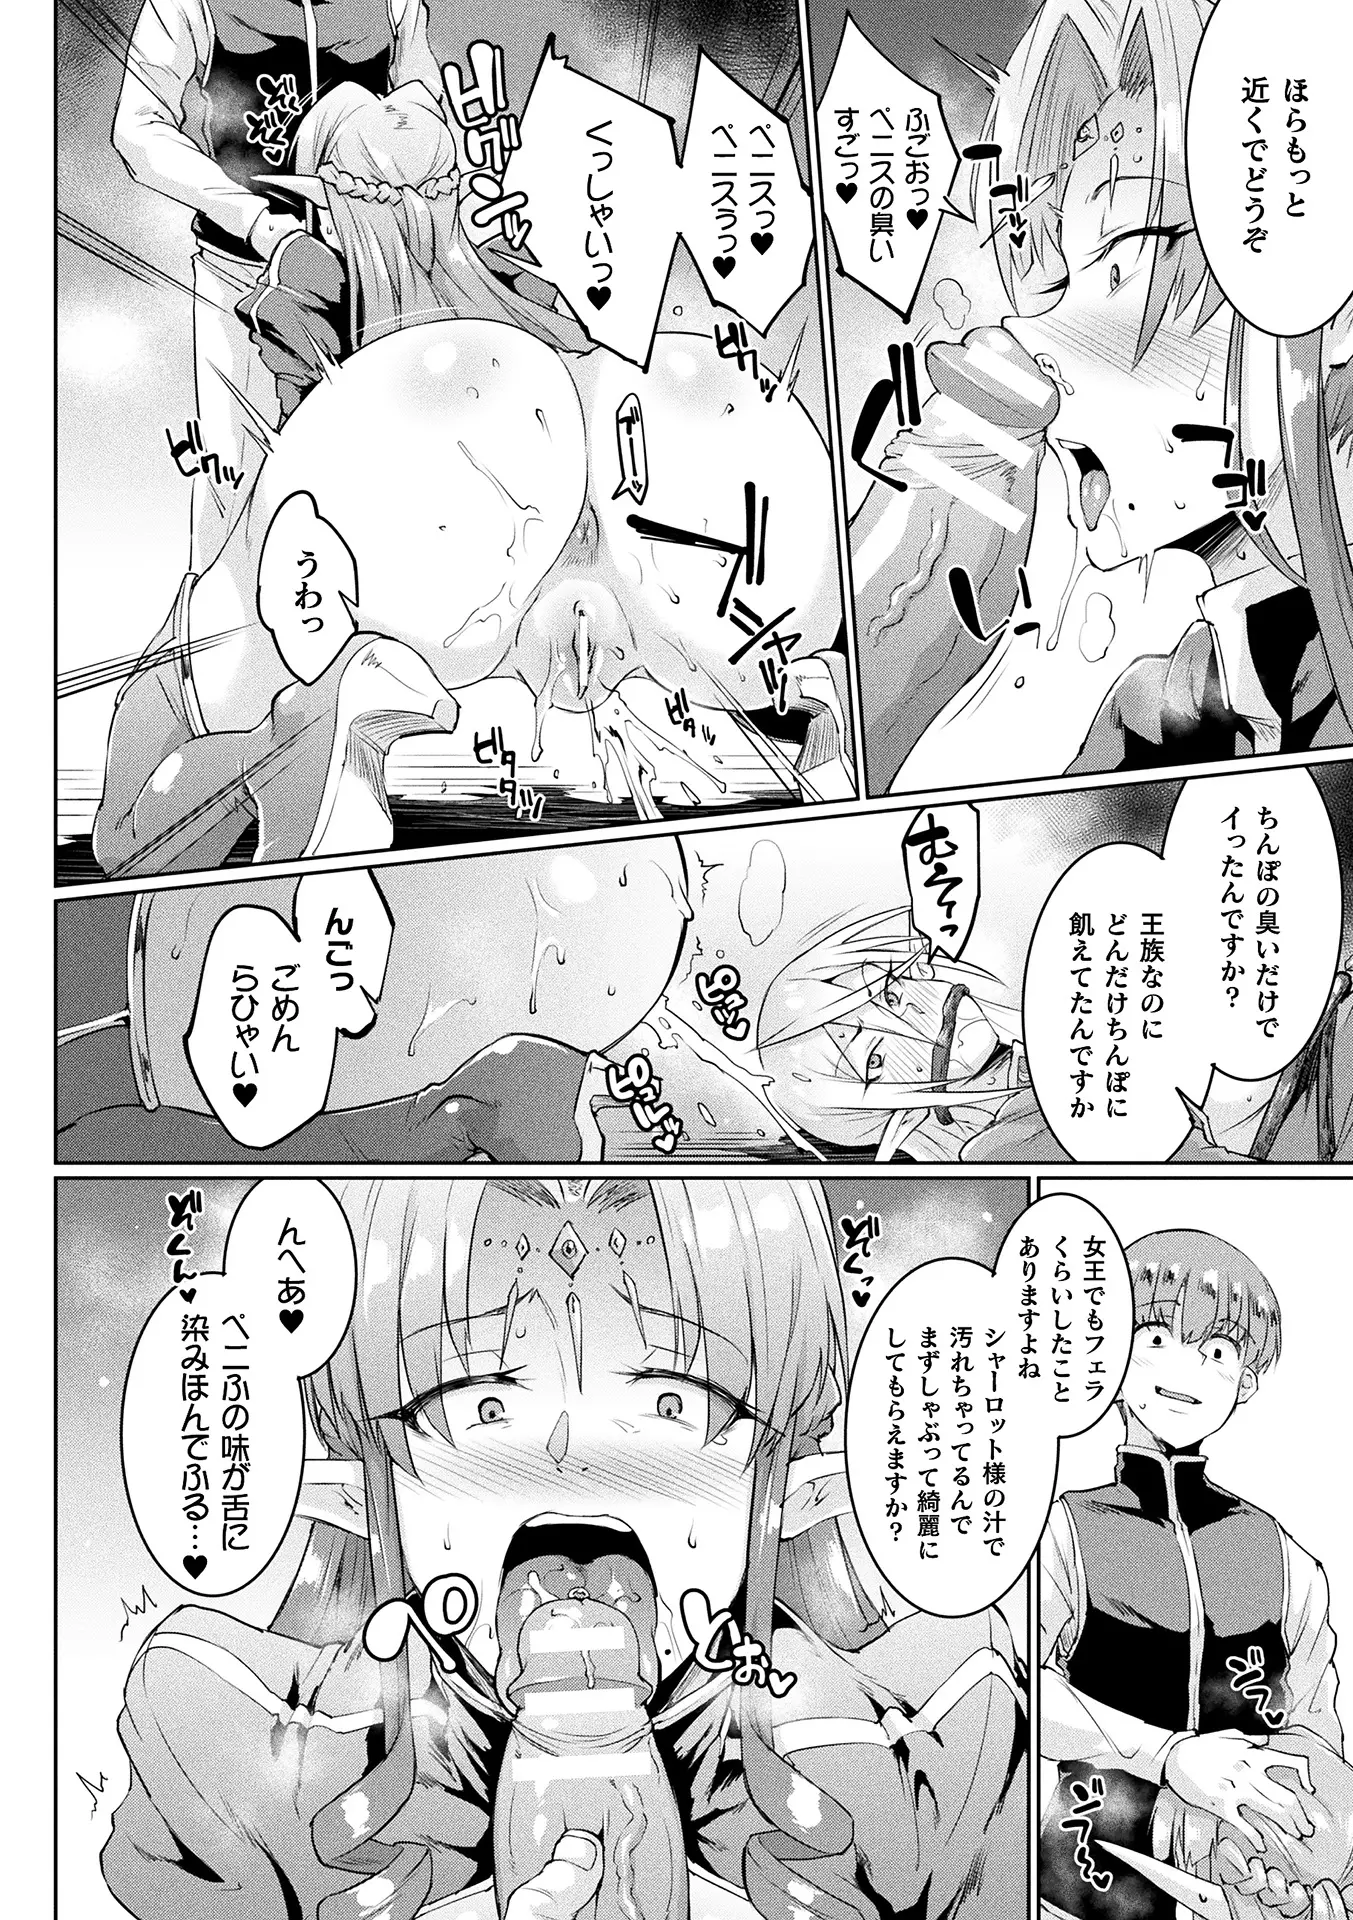 ほらもっと
近くでどうぞ
ふごおっ♥
ペニスの臭い
すごっ♥
ペニスっ♥
ペニスぅっ♥
くっしゃいっ♥
うわっ
ちんぽの臭いだけで
イったんですか?
王族なのに
どんだけちんぽに
飢えてたんですか
んごっ
ごめん
らひゃい♥
女王でもフェラ
くらいしたこと
ありますよね
シャーロット様の汁で
汚れちゃってるんで
まずしゃぶって綺麗に
してもらえますか?
んへあ♥
ペニふの味が舌に
染みほんでふる…♥